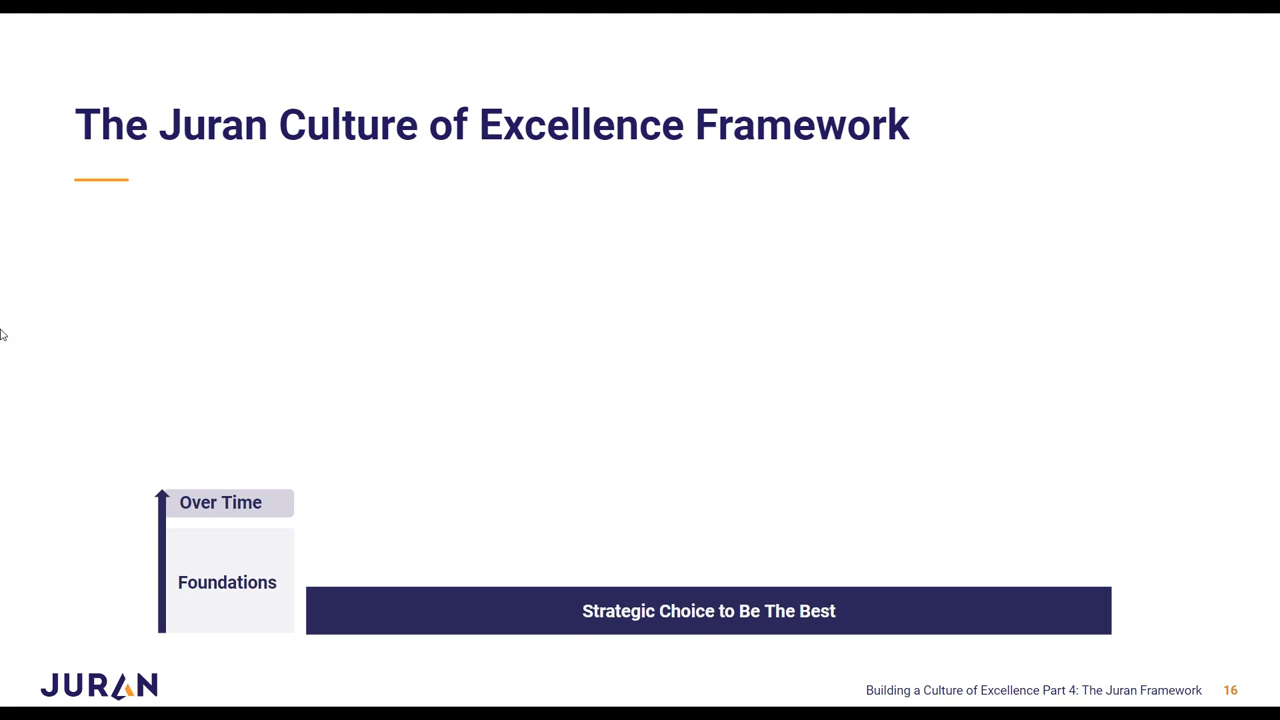 The Juran Culture of Excellence Framework
Over Time
Foundations
Strategic Choice to Be The Best
JURAN
Building a Culture of Excellence Part 4: The Juran Framework 16